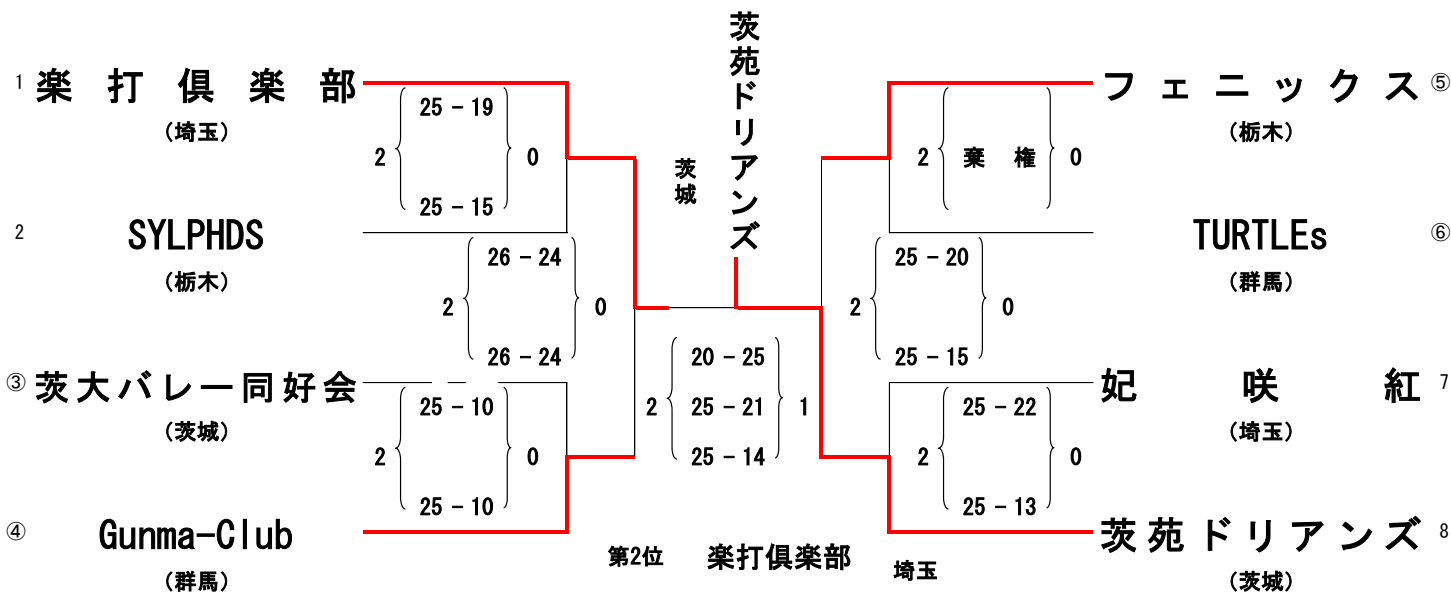 茨苑ドリアンズ
茨城
1 楽打倶楽部
(埼玉)
2 25-19 0
25-15
2 SYLPHDS
(栃木)
2 26-24 0
26-24
③ 茨大バレー同好会
(茨城)
2 25-10 0
25-10
④ Gunma-Club
(群馬)
フェニックス ⑤
(栃木)
2 棄権 0
TURTLEs ⑥
(群馬)
2 25-20 0
25-15
妃咲紅 7
(埼玉)
2 25-22 0
25-13
茨苑ドリアンズ 8
(茨城)
20-25
2 25-21 1
25-14
第2位 楽打倶楽部 埼玉